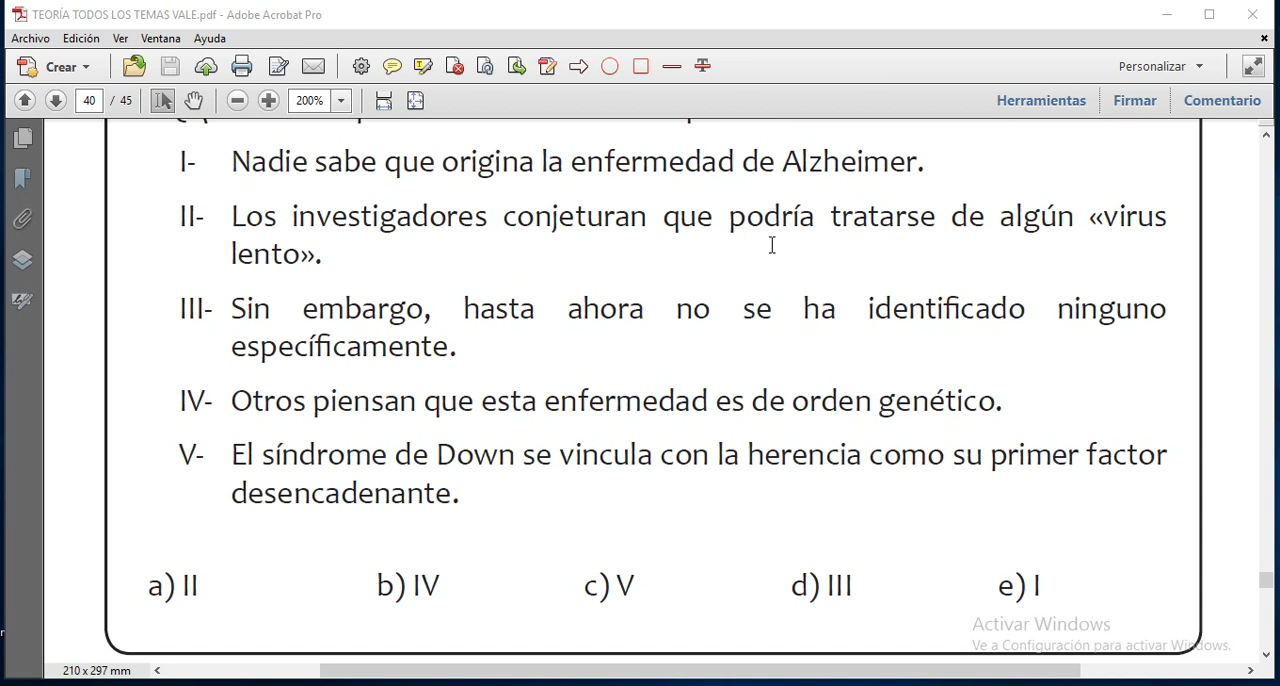 TEORÍA TODOS LOS TEMAS VALE.pdf - Adobe Acrobat Pro
Archivo Edición Ver Ventana Ayuda
Crear Personalizar
40 / 45 200% Herramientas Firmar Comentario
I- Nadie sabe que origina la enfermedad de Alzheimer.
II- Los investigadores conjeturan que podría tratarse de algún «virus
lento».
III- Sin embargo, hasta ahora no se ha identificado ninguno
específicamente.
IV- Otros piensan que esta enfermedad es de orden genético.
V- El síndrome de Down se vincula con la herencia como su primer factor
desencadenante.
a) II b) IV c) V d) III e) I
Activar Windows
Ve a Configuración para activar Windows.
210 x 297 mm